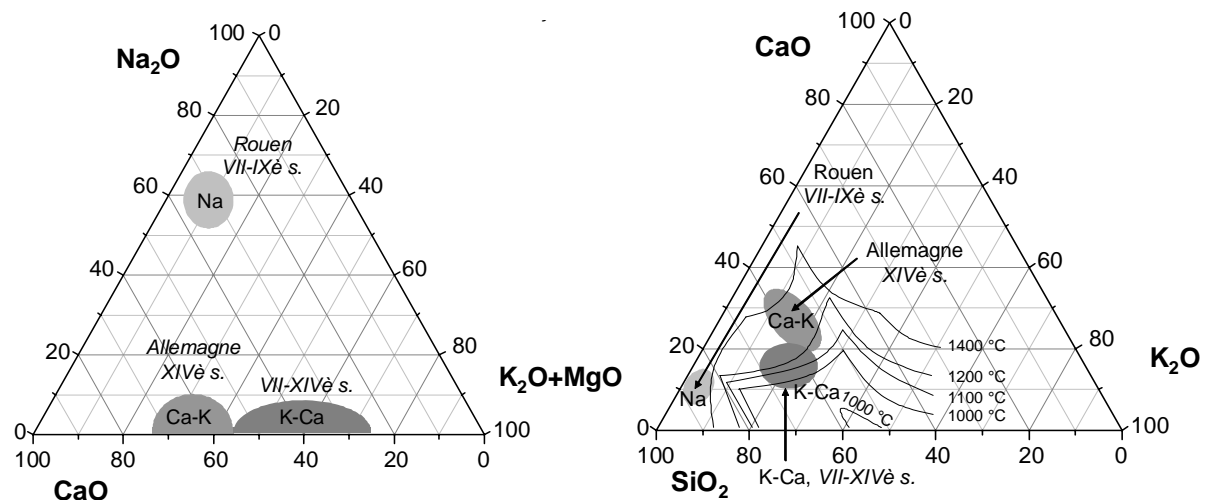 100
0
Na₂O
80
20
Rouen
VII-IXè s.
60
Na
40
40
60
Allemagne
XIVè s.
20
VII-XIVè s.
80
K₂O+MgO
Ca-K
K-Ca
0
100
100
80
60
40
20
0
CaO
100
0
CaO
80
20
Rouen
VII-IXè s.
60
40
Allemagne
XIVè s.
40
60
Ca-K
1400 °C
20
80
K₂O
1200 °C
Na
K-Ca
1000 °C
1100 °C
1000 °C
0
100
100
80
60
40
20
0
SiO₂
K-Ca, VII-XIVè s.